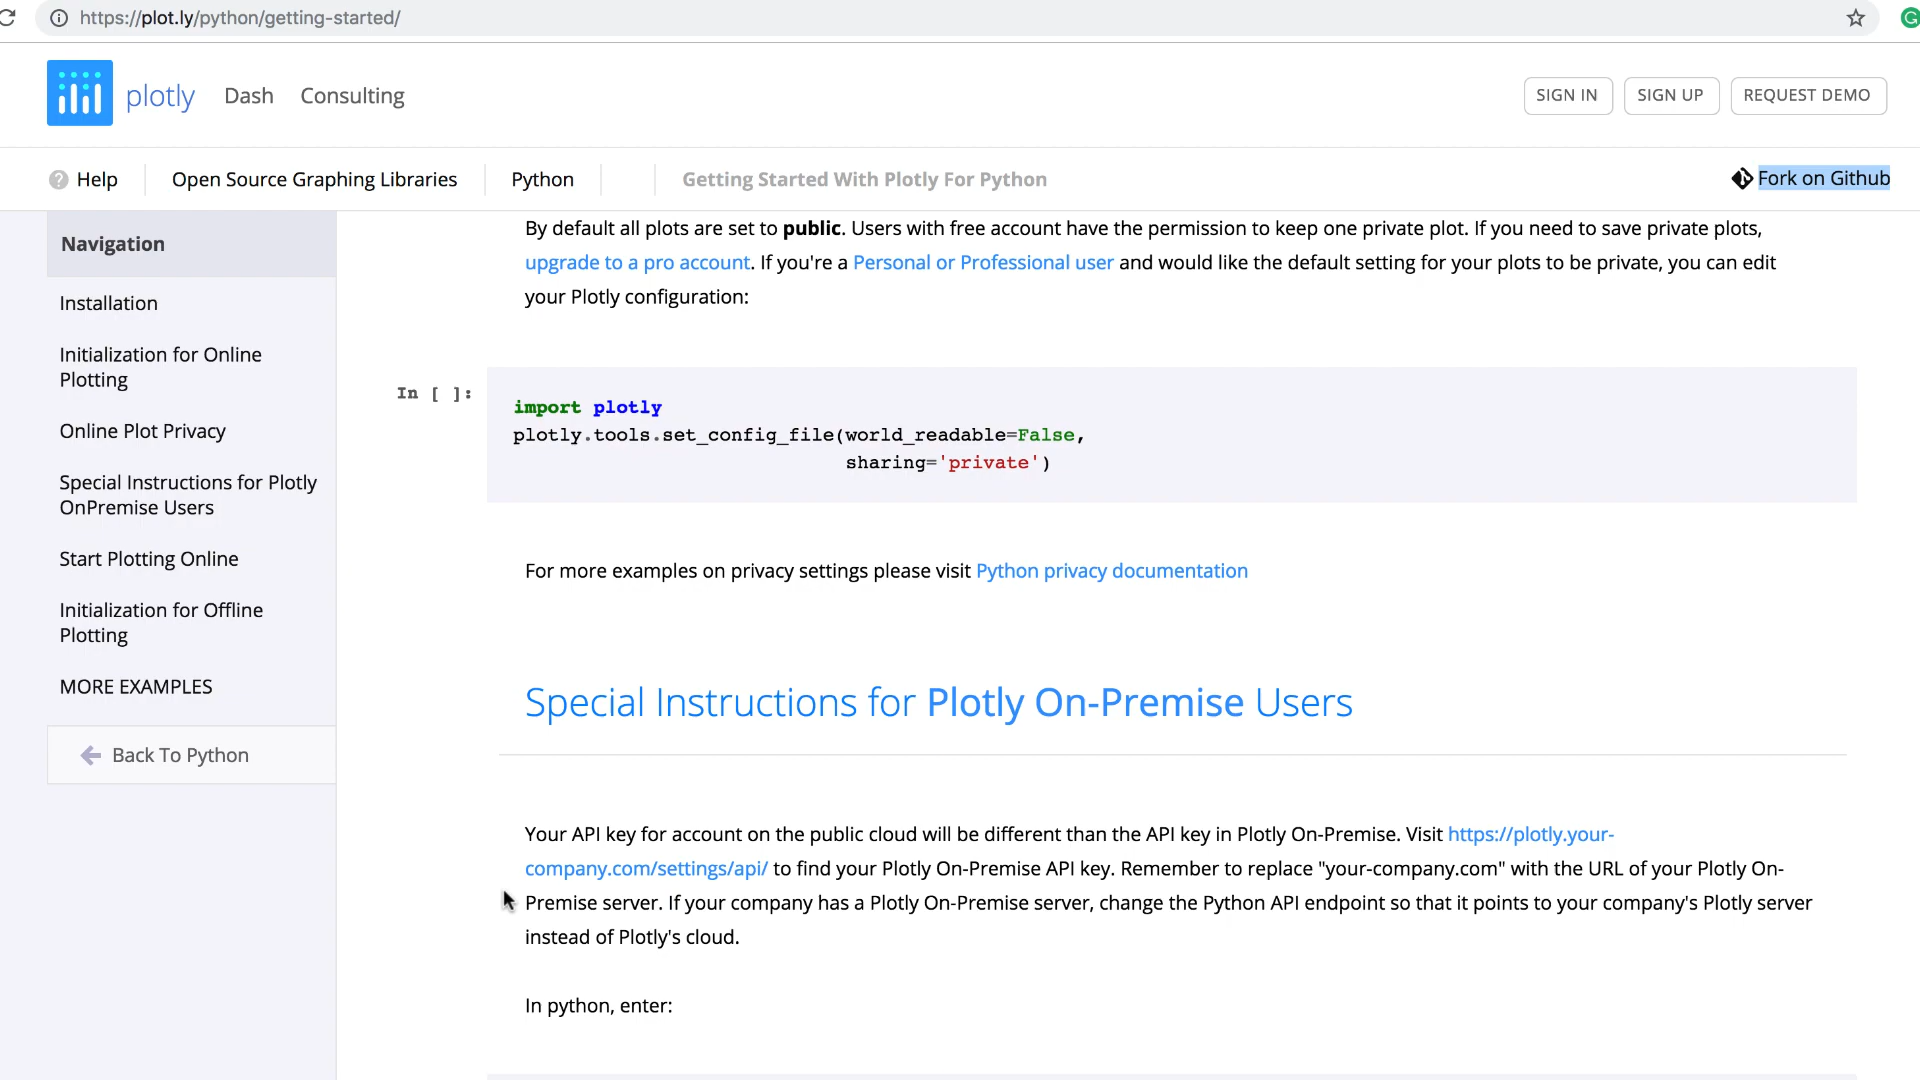 https://plot.ly/python/getting-started/
plotly
Dash
Consulting
SIGN IN
SIGN UP
REQUEST DEMO
Help
Open Source Graphing Libraries
Python
Getting Started With Plotly For Python
Fork on Github
Navigation
Installation
Initialization for Online
Plotting
Online Plot Privacy
Special Instructions for Plotly
OnPremise Users
Start Plotting Online
Initialization for Offline
Plotting
MORE EXAMPLES
Back To Python
By default all plots are set to public. Users with free account have the permission to keep one private plot. If you need to save private plots,
upgrade to a pro account. If you're a Personal or Professional user and would like the default setting for your plots to be private, you can edit
your Plotly configuration:
In [ ]:
import plotly
plotly.tools.set_config_file(world_readable=False,
sharing='private')
For more examples on privacy settings please visit Python privacy documentation
Special Instructions for Plotly On-Premise Users
Your API key for account on the public cloud will be different than the API key in Plotly On-Premise. Visit https://plotly.your-
company.com/settings/api/ to find your Plotly On-Premise API key. Remember to replace "your-company.com" with the URL of your Plotly On-
Premise server. If your company has a Plotly On-Premise server, change the Python API endpoint so that it points to your company's Plotly server
instead of Plotly's cloud.
In python, enter: